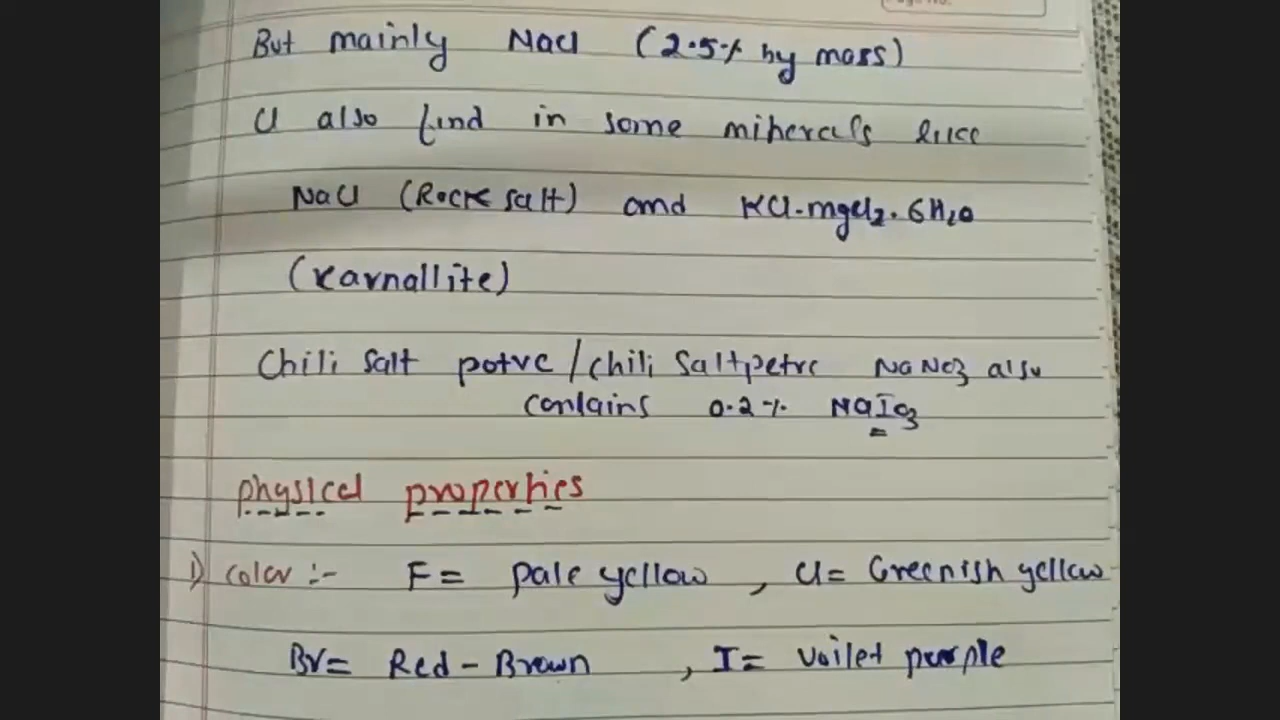 But mainly NaCl (2.5% by mass)
Cl also find in some minerals like
NaCl (Rock salt) and KCl.mgCl2.6H2O
(Karnallite)
Chili salt potre/chili saltpetre NaNO3 also
contains 0.2% NaIO3
physical properties
1) color :- F= pale yellow , Cl= Greenish yellow
Br= Red-Brown , I= Voilet purple